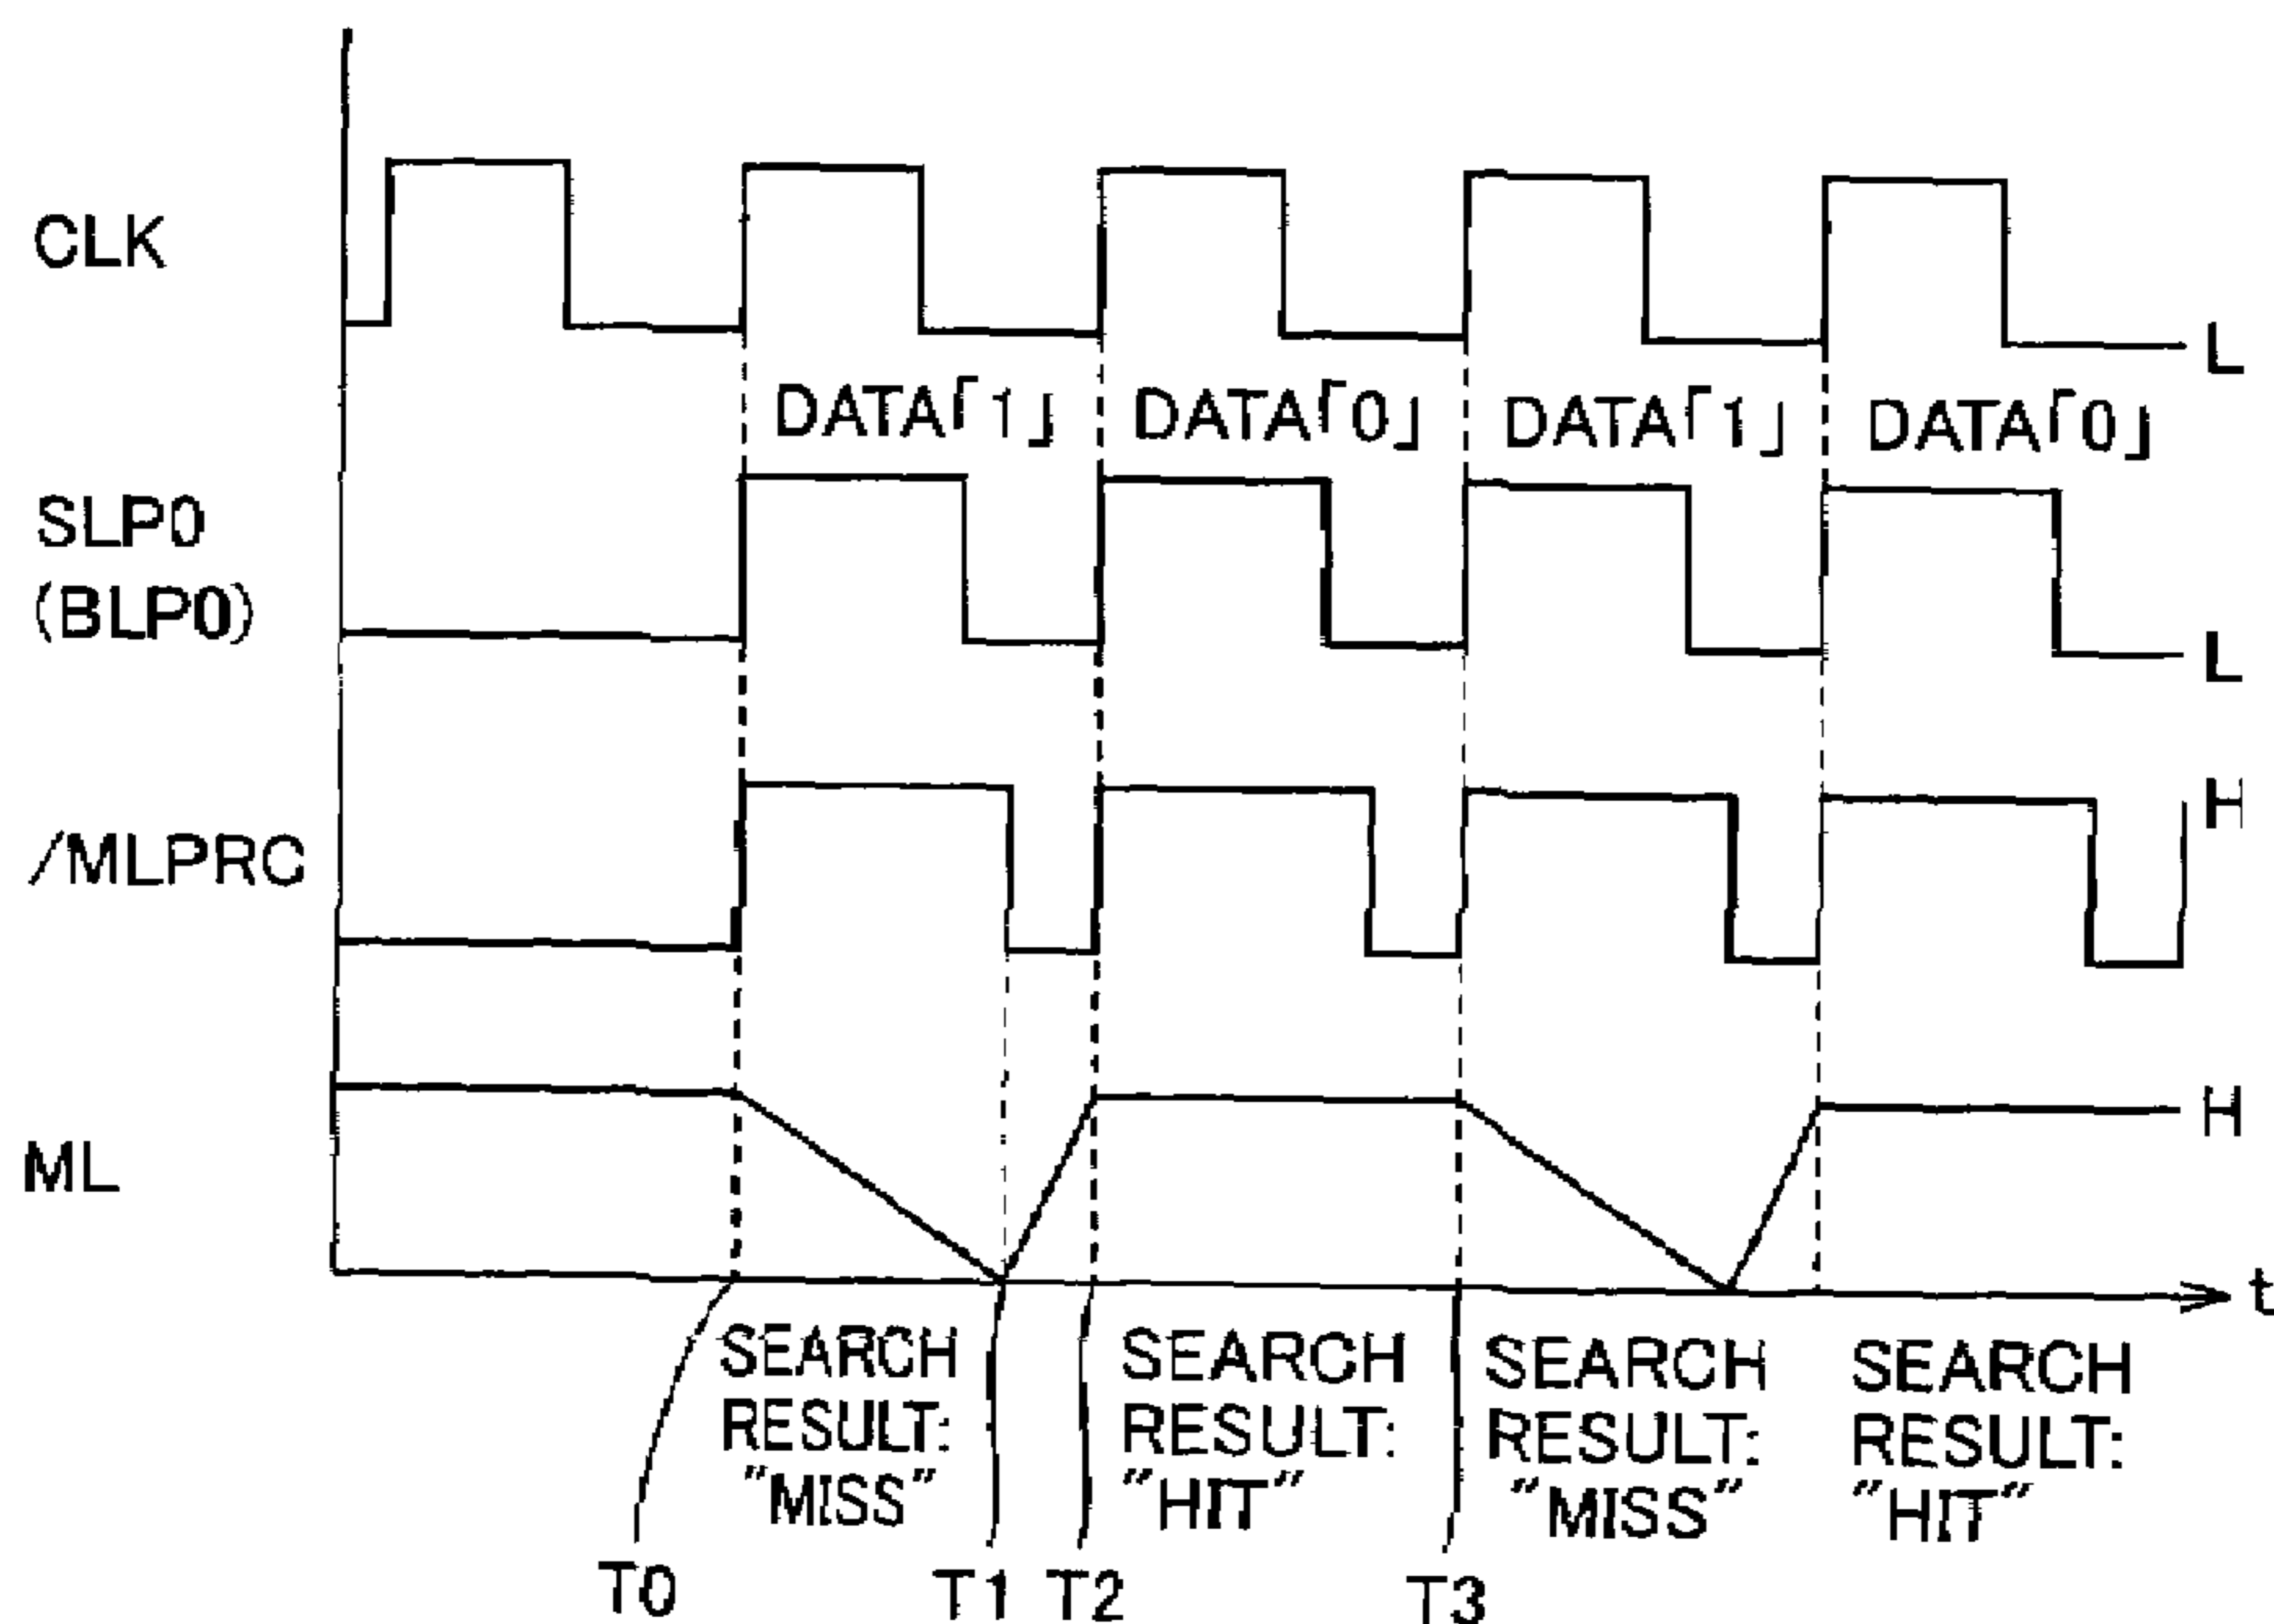 CLK
L
DATA「1」 DATA「0」 DATA「1」 DATA「0」
SLP0
(BLP0)
L
/MLPRC
H
ML
H
t
SEARCH
RESULT:
"MISS"
SEARCH
RESULT:
"HIT"
SEARCH
RESULT:
"MISS"
SEARCH
RESULT:
"HIT"
T0 T1 T2 T3